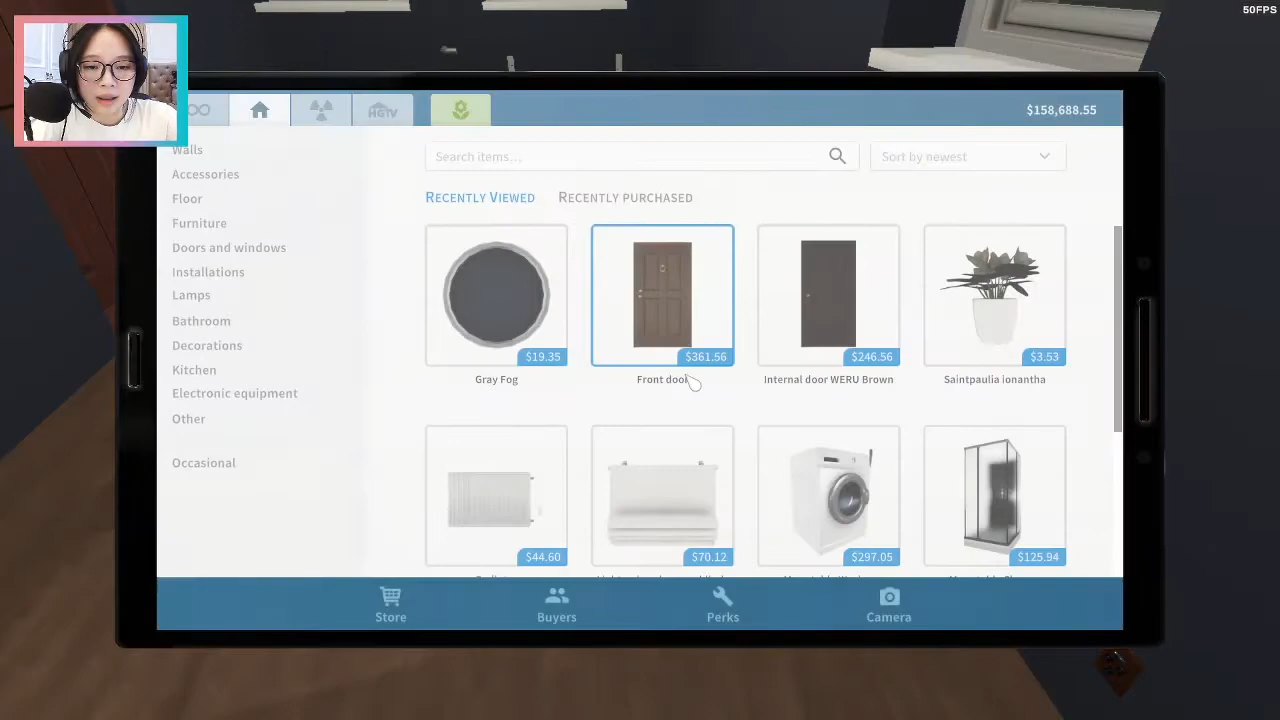 50FPS
HGTV
$158,688.55
Walls
Accessories
Floor
Furniture
Doors and windows
Installations
Lamps
Bathroom
Decorations
Kitchen
Electronic equipment
Other
Occasional
Search items...
Sort by newest
RECENTLY VIEWED
RECENTLY PURCHASED
$19.35
$361.56
$246.56
$3.53
Gray Fog
Front door
Internal door WERU Brown
Saintpaulia ionantha
$44.60
$70.12
$297.05
$125.94
Store
Buyers
Perks
Camera